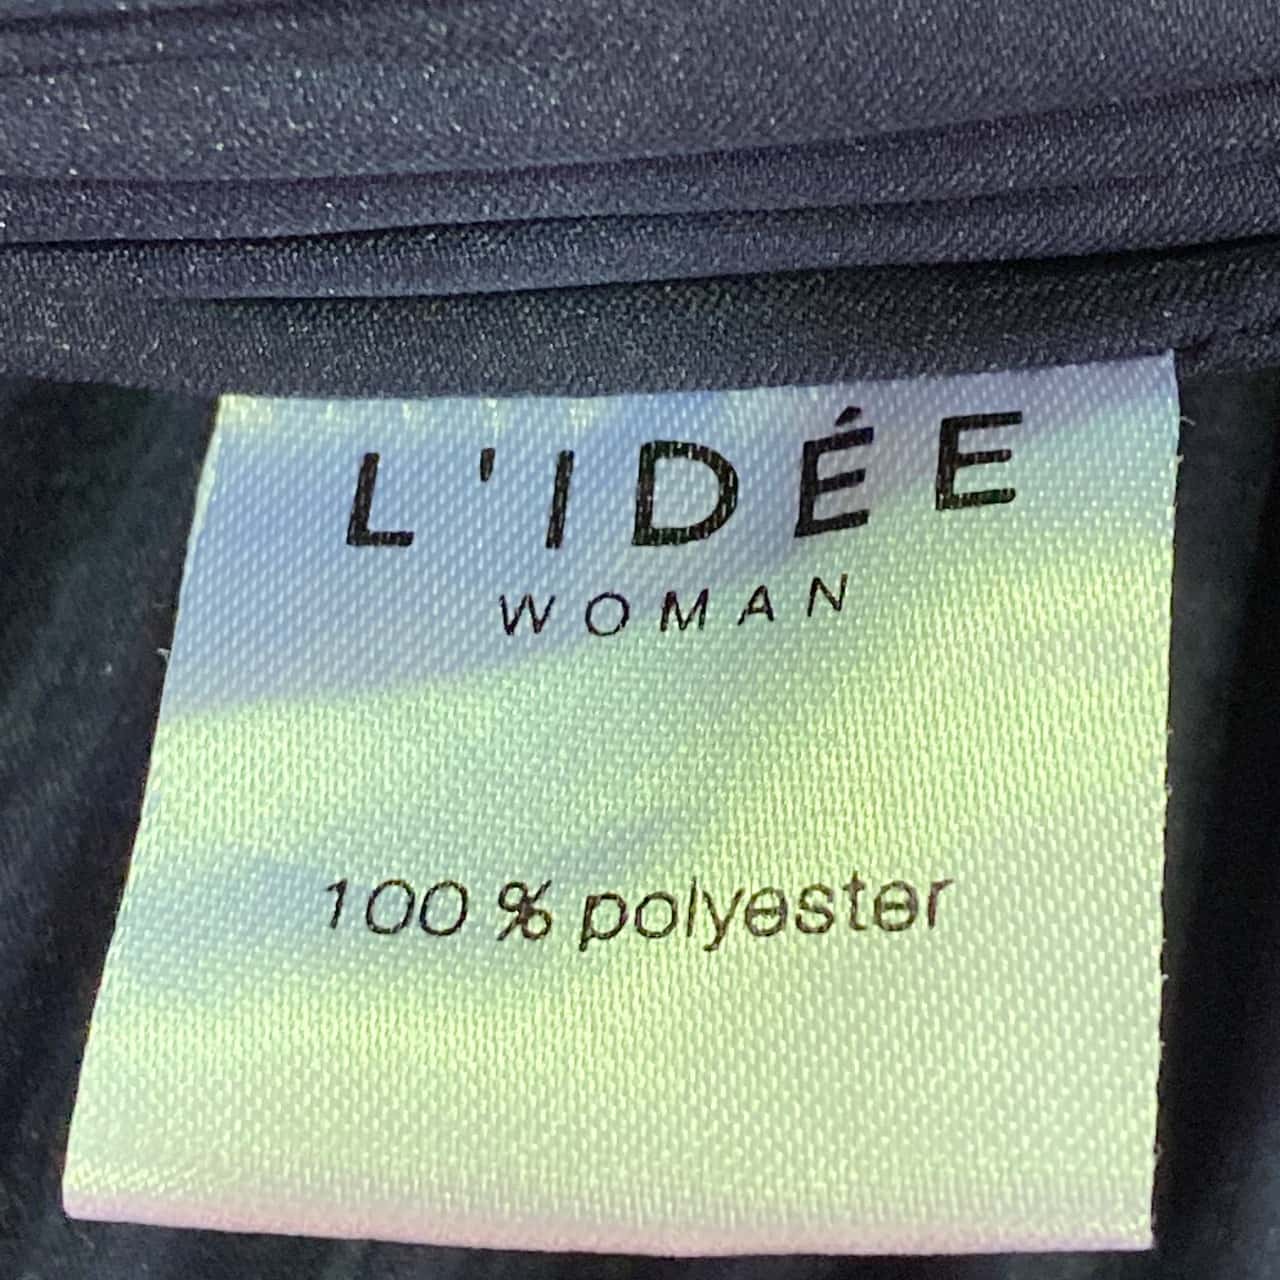 L'IDÉE
WOMAN
100 % polyester